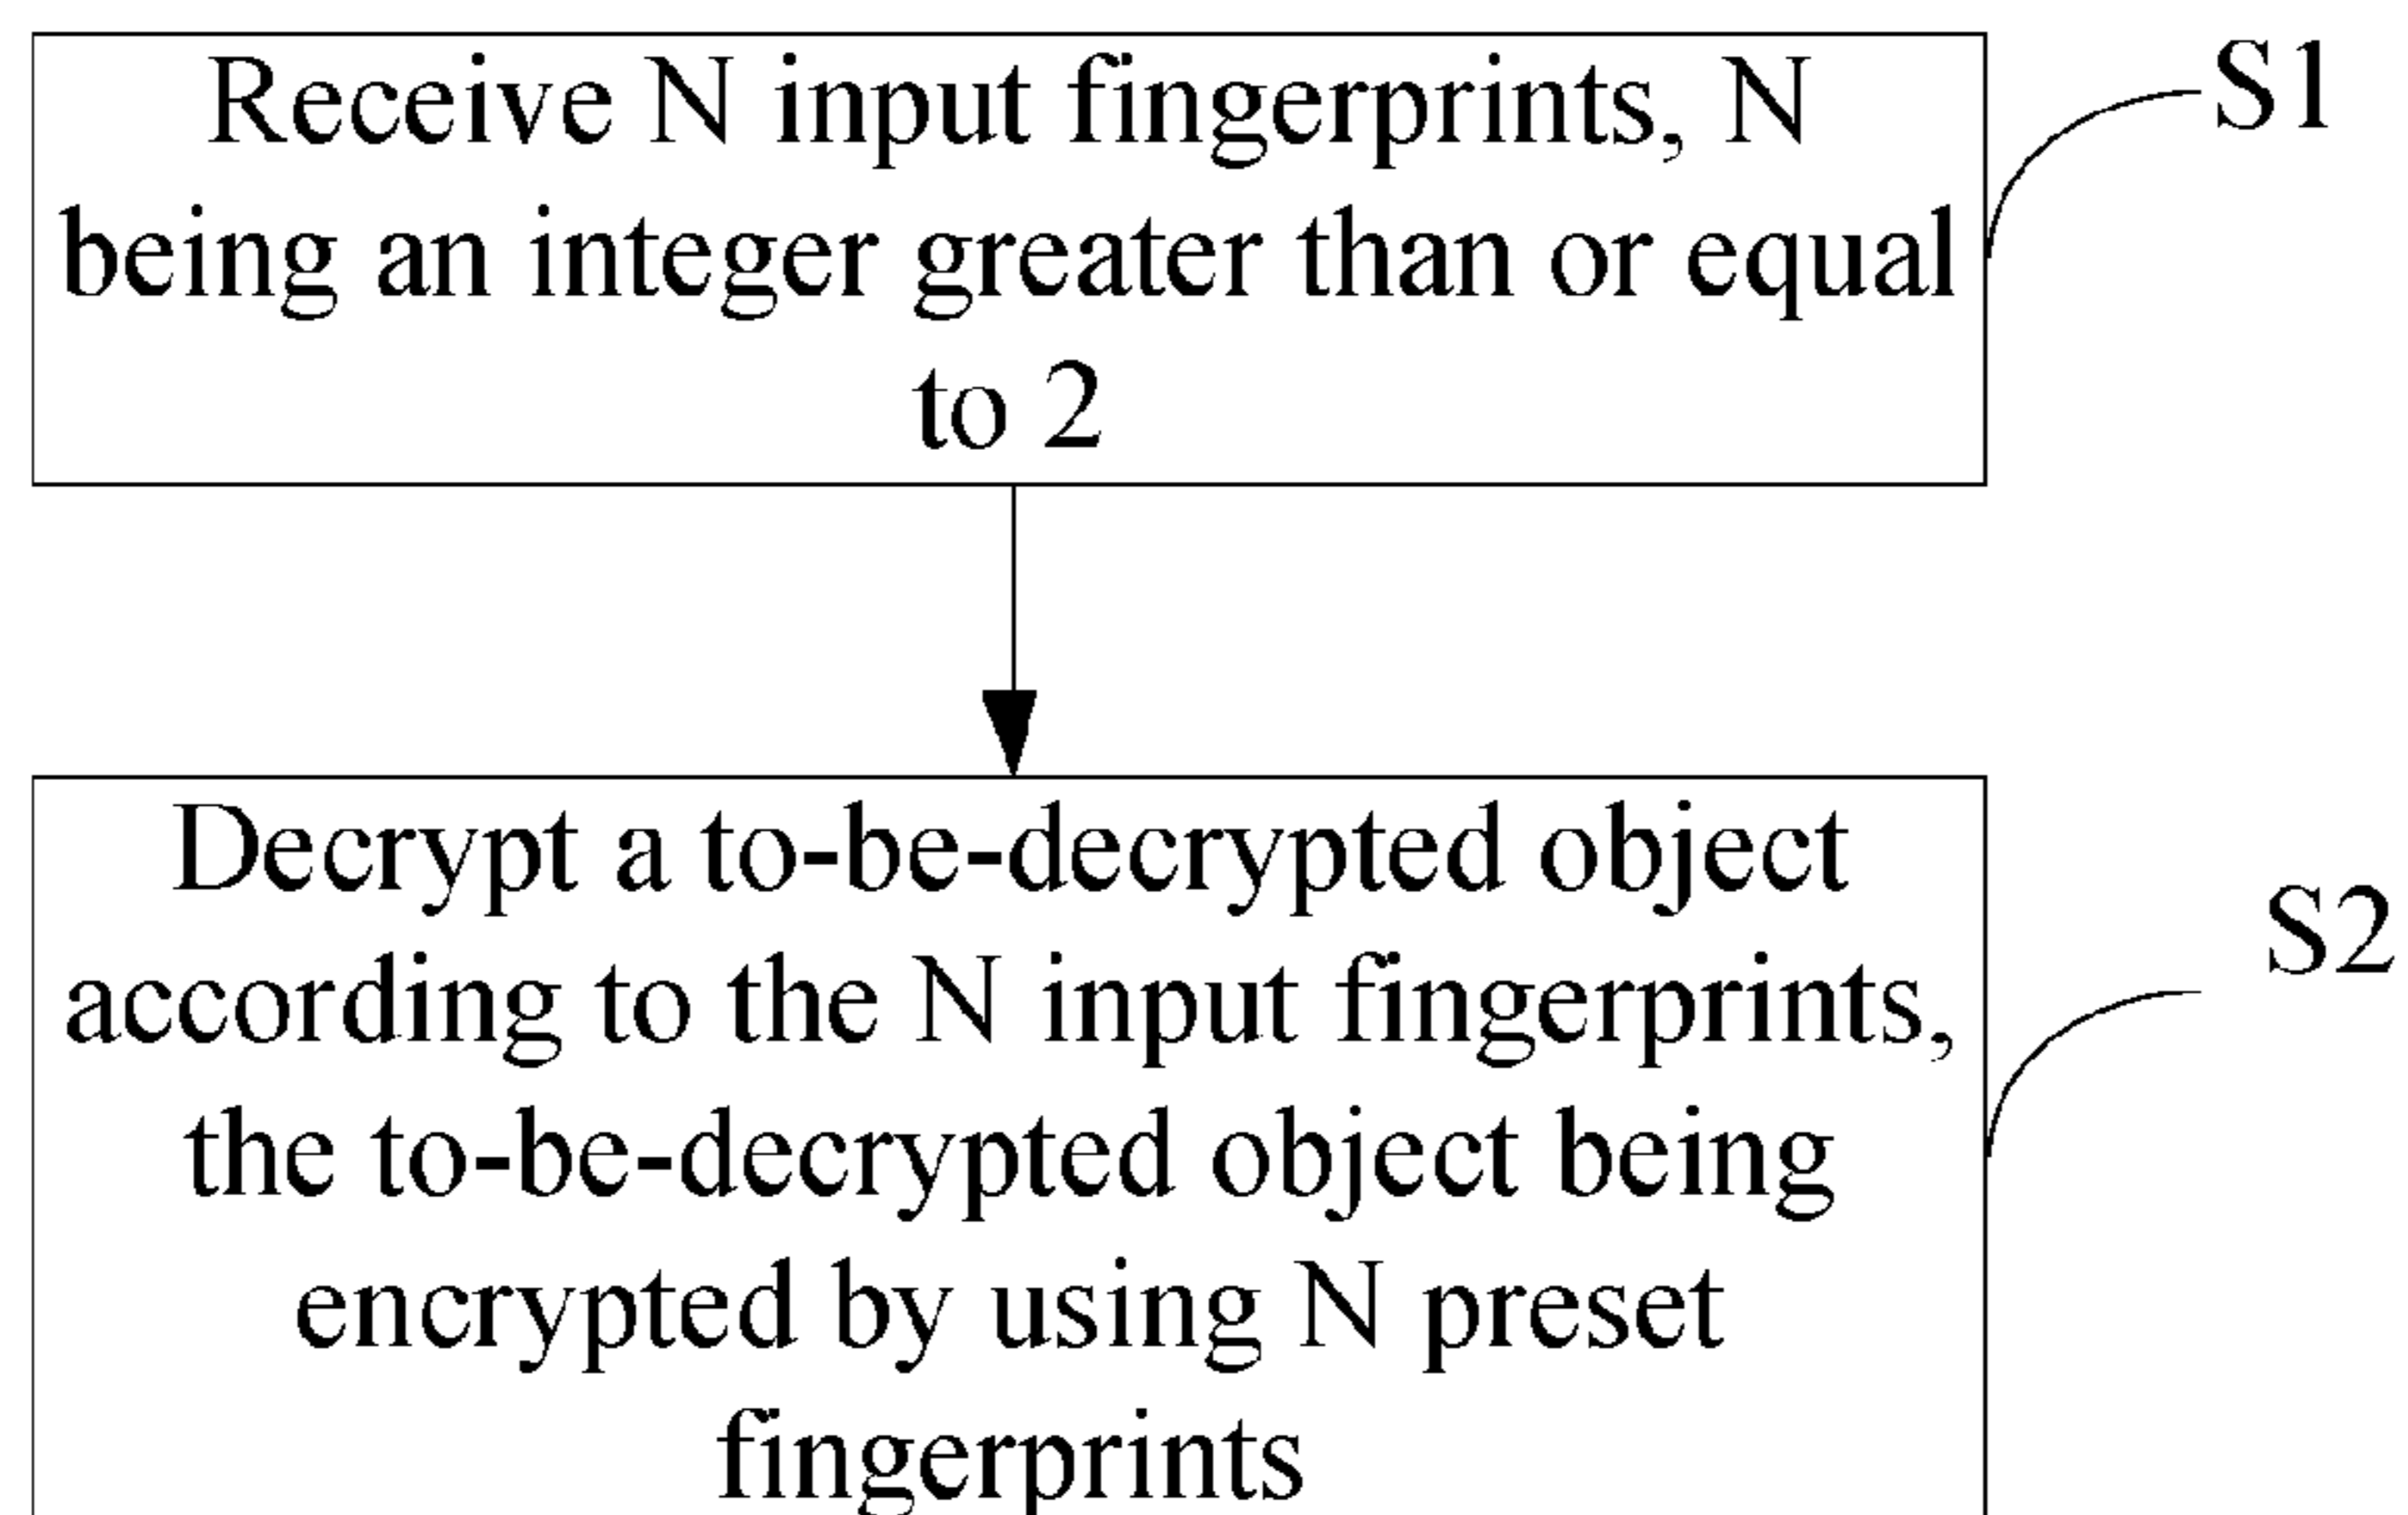 Receive N input fingerprints, N
being an integer greater than or equal
to 2
S1
Decrypt a to-be-decrypted object
according to the N input fingerprints,
the to-be-decrypted object being
encrypted by using N preset
fingerprints
S2